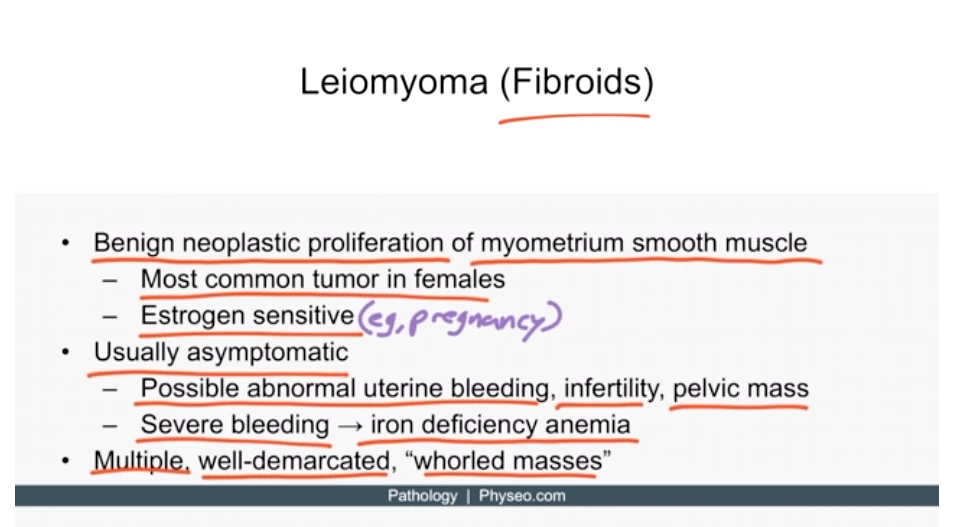 Leiomyoma (Fibroids)
• Benign neoplastic proliferation of myometrium smooth muscle
– Most common tumor in females
– Estrogen sensitive (eg, pregnancy)
• Usually asymptomatic
– Possible abnormal uterine bleeding, infertility, pelvic mass
– Severe bleeding → iron deficiency anemia
• Multiple, well-demarcated, “whorled masses”
Pathology | Physeo.com